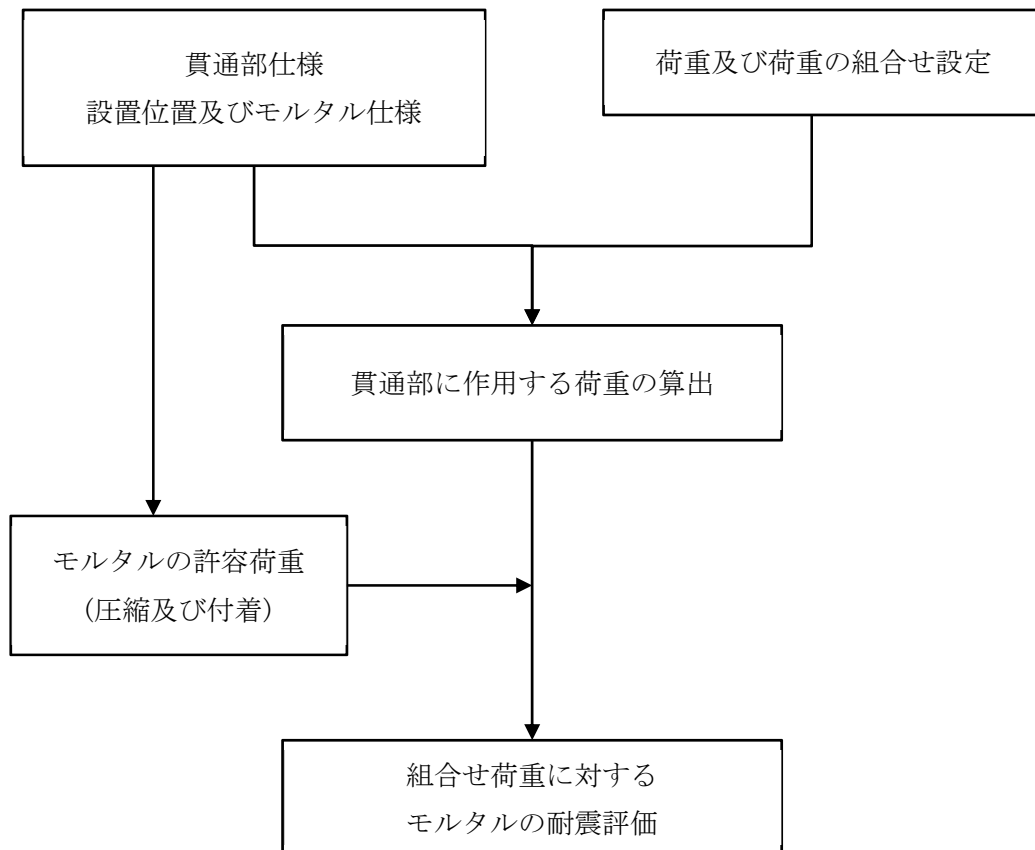 貫通部仕様
設置位置及びモルタル仕様
荷重及び荷重の組合せ設定
貫通部に作用する荷重の算出
モルタルの許容荷重
(圧縮及び付着)
組合せ荷重に対する
モルタルの耐震評価